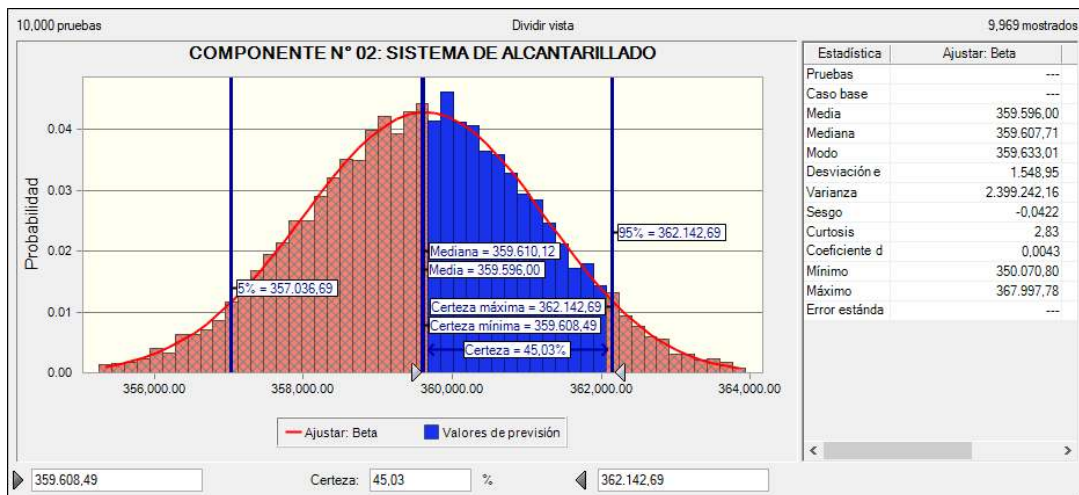 10,000 pruebas
Dividir vista
9,969 mostrados
COMPONENTE N° 02: SISTEMA DE ALCANTARILLADO
Probabilidad
0.04
0.03
0.02
0.01
0.00
95% = 362.142,69
Mediana = 359.610,12
Media = 359.596,00
5% = 357.036,69
Certeza máxima = 362.142,69
Certeza mínima = 359.608,49
Certeza = 45,03%
366,000.00 358,000.00 360,000.00 362,000.00 364,000.00
Ajustar: Beta Valores de previsión
Estadística Ajustar: Beta
Pruebas ---
Caso base ---
Media 359.596,00
Mediana 359.607,71
Modo 359.633,01
Desviación e 1.548,95
Varianza 2.399.242,16
Sesgo -0,0422
Curtosis 2,83
Coeficiente d 0,0043
Mínimo 350.070,80
Máximo 367.997,78
Error estánda ---
359.608,49 Certeza: 45,03 % 362.142,69